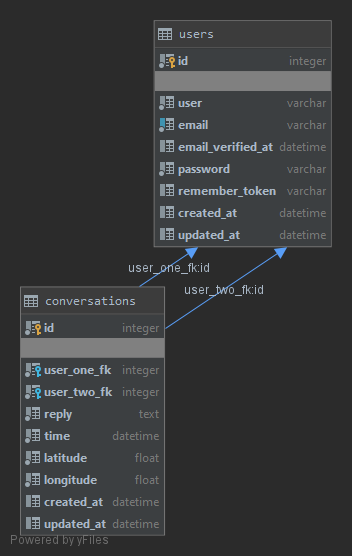 users
id integer
user varchar
email varchar
email_verified_at datetime
password varchar
remember_token varchar
created_at datetime
updated_at datetime
user_one_fk:id
user_two_fk:id
conversations
id integer
user_one_fk integer
user_two_fk integer
reply text
time datetime
latitude float
longitude float
created_at datetime
updated_at datetime
Powered by yFiles